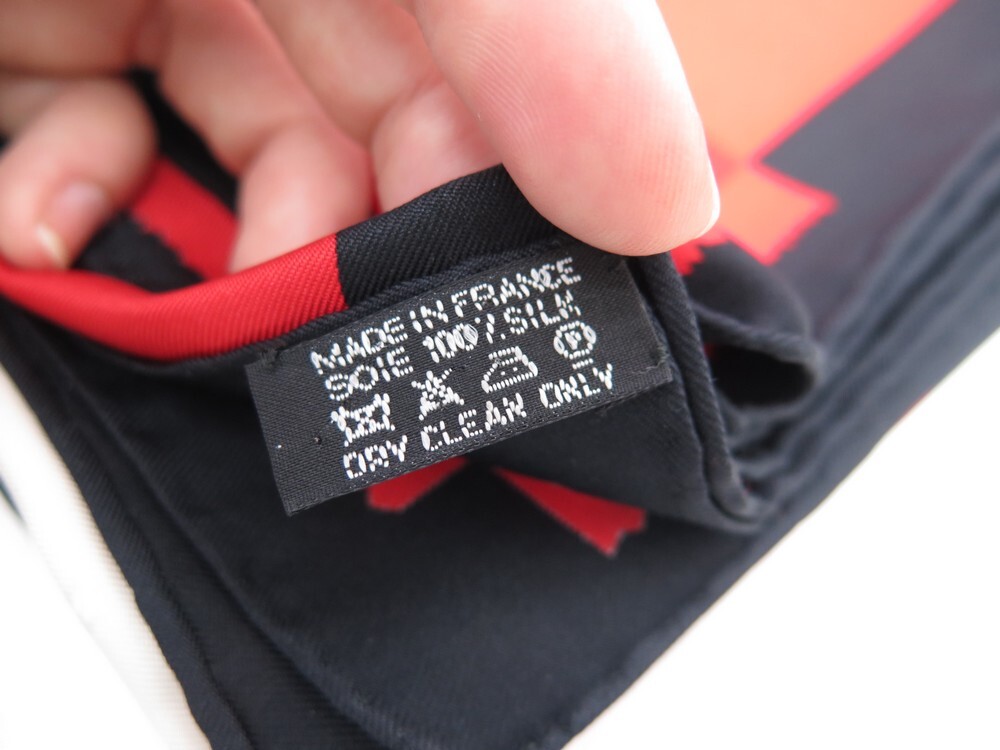 MADE IN FRANCE
SOIE 100% SILK
P
DRY CLEAN ONLY